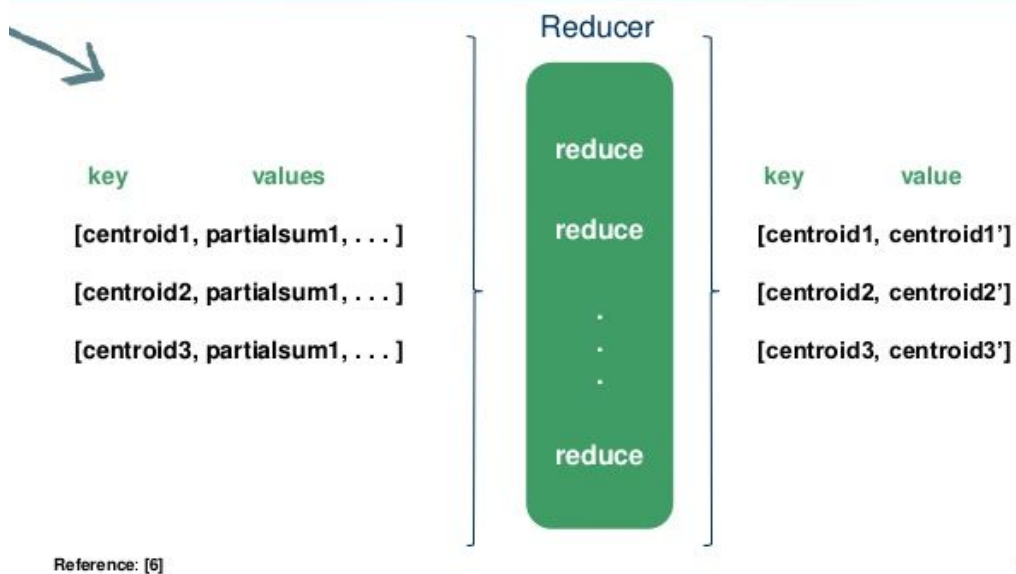 Reducer
key values
[centroid1, partialsum1, . . . ]
[centroid2, partialsum1, . . . ]
[centroid3, partialsum1, . . . ]
reduce
reduce
.
.
.
reduce
key value
[centroid1, centroid1’]
[centroid2, centroid2’]
[centroid3, centroid3’]
Reference: [6]